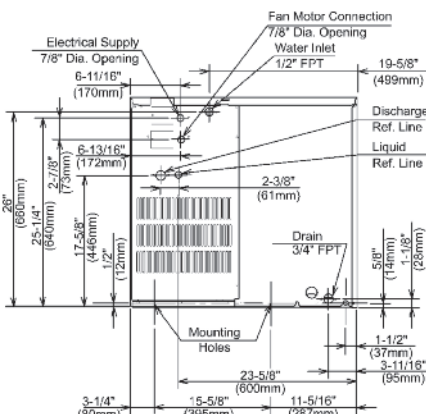 Fan Motor Connection
7/8" Dia. Opening
Electrical Supply
7/8" Dia. Opening
Water Inlet
1/2" FPT
6-11/16"
(170mm)
19-5/8"
(499mm)
Discharge
Ref. Line
6-13/16"
(172mm)
Liquid
Ref. Line
2-3/8"
(61mm)
26"
(660mm)
25-1/4"
(640mm)
2-7/8"
(73mm)
17-5/8"
(446mm)
1/2"
(12mm)
Drain
3/4" FPT
5/8"
(14mm)
1-1/8"
(28mm)
Mounting
Holes
1-1/2"
(37mm)
3-11/16"
(95mm)
23-5/8"
(600mm)
3-1/4"
(80mm)
15-5/8"
(395mm)
11-5/16"
(287mm)